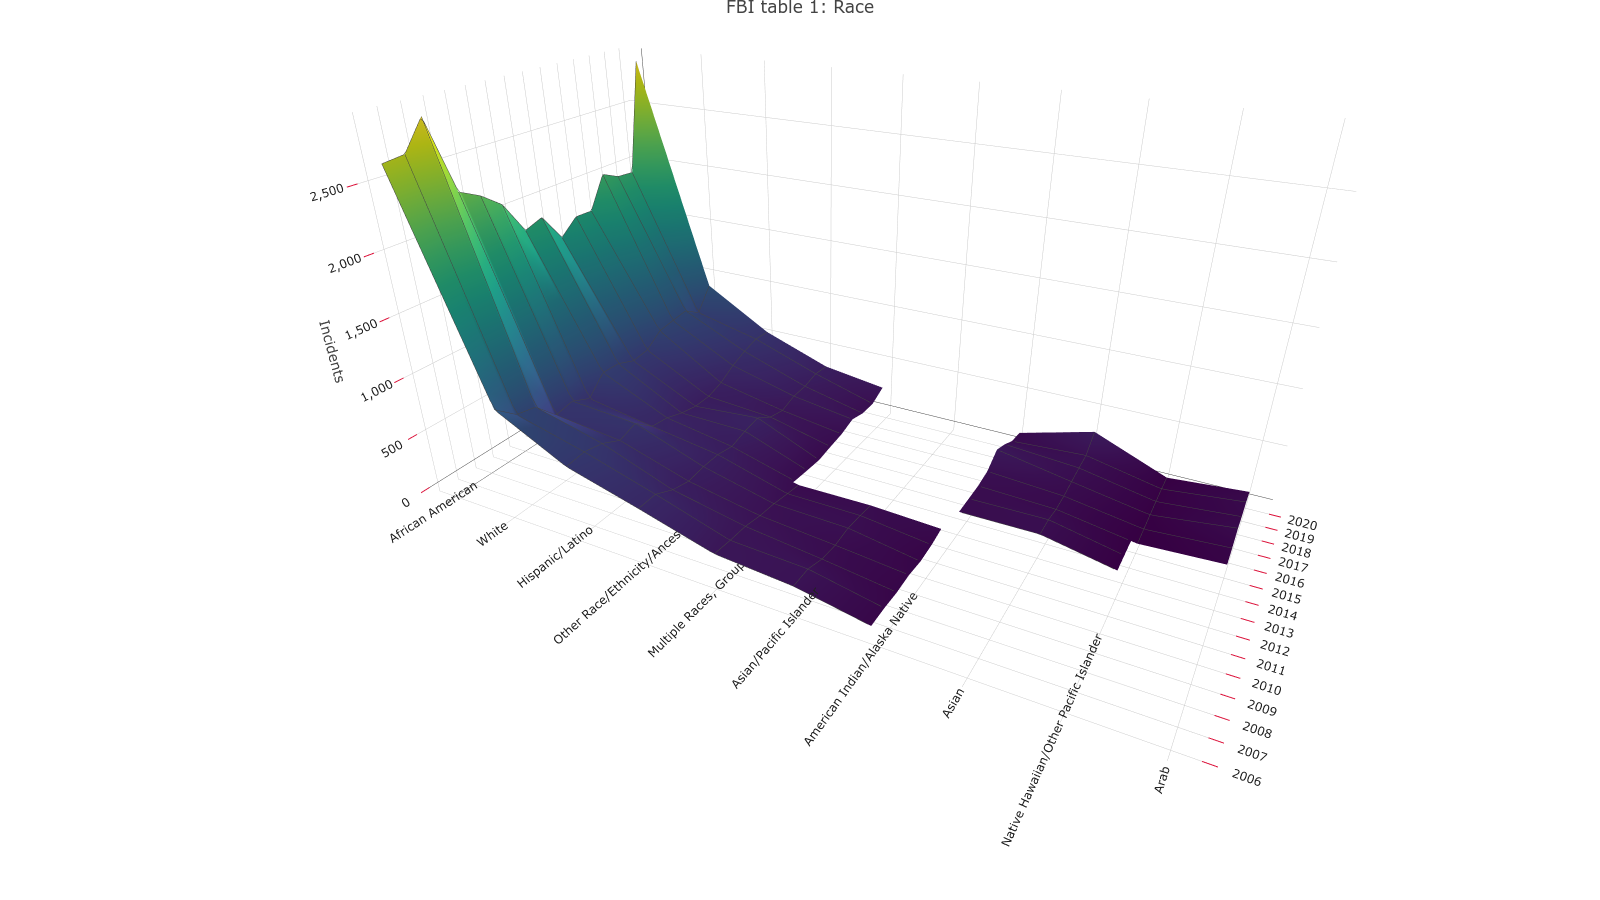 FBI table 1: Race
2,500
2,000
1,500
1,000
500
0
Incidents
African American
White
Hispanic/Latino
Other Race/Ethnicity/Ances
Multiple Races, Group
Asian/Pacific Islande
American Indian/Alaska Native
Asian
Native Hawaiian/Other Pacific Islander
Arab
2020
2019
2018
2017
2016
2015
2014
2013
2012
2011
2010
2009
2008
2007
2006